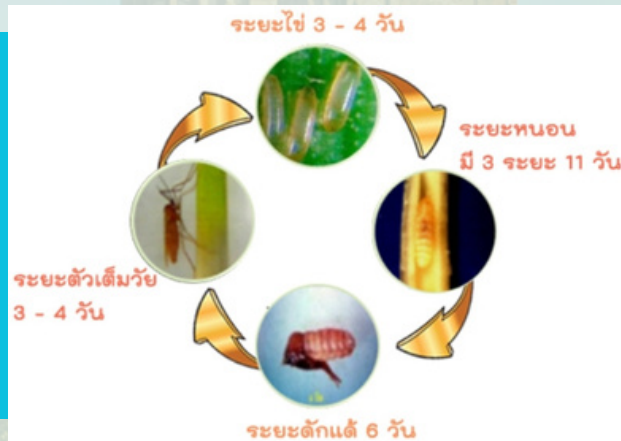 ระยะไข่ 3 - 4 วัน
ระยะหนอน
มี 3 ระยะ 11 วัน
ระยะดักแด้ 6 วัน
ระยะตัวเต็มวัย
3 - 4 วัน